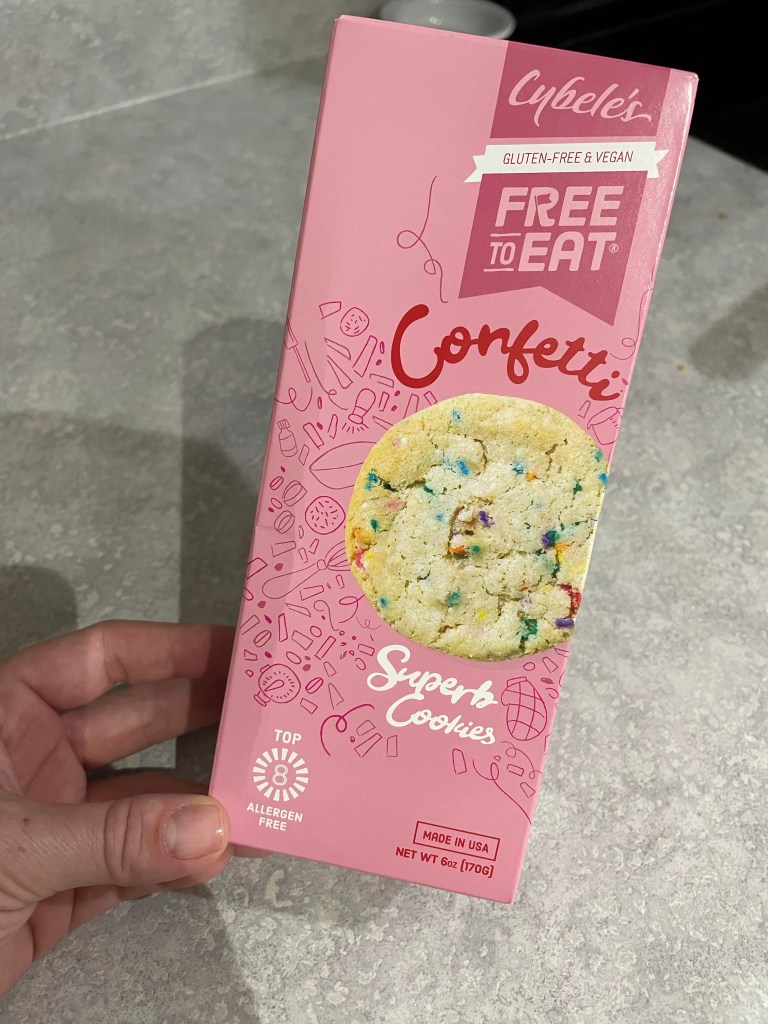 Cybele's
GLUTEN-FREE & VEGAN
FREE
TO EAT®
Confetti
Superb
Cookies
TOP
8
ALLERGEN
FREE
MADE IN USA
NET WT 6oz (170G)